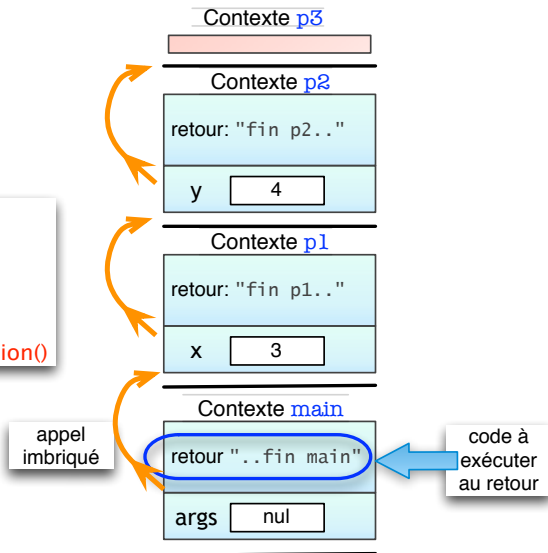 Contexte p3
Contexte p2
retour: "fin p2.."
y 4
Contexte p1
retour: "fin p1.."
ion()
x 3
Contexte main
appel
imbriqué
retour "..fin main"
code à
exécuter
au retour
args nul